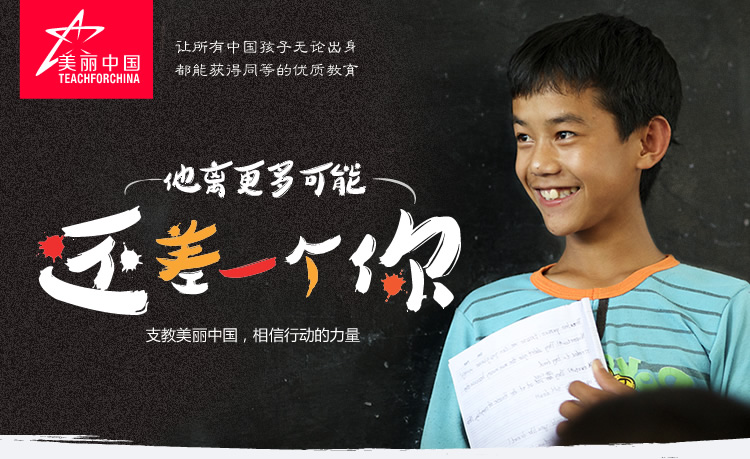 美丽中国
TEACHFORCHINA
让所有中国孩子无论出身
都能获得同等的优质教育
他离更多可能
还差一个你
支教美丽中国，相信行动的力量